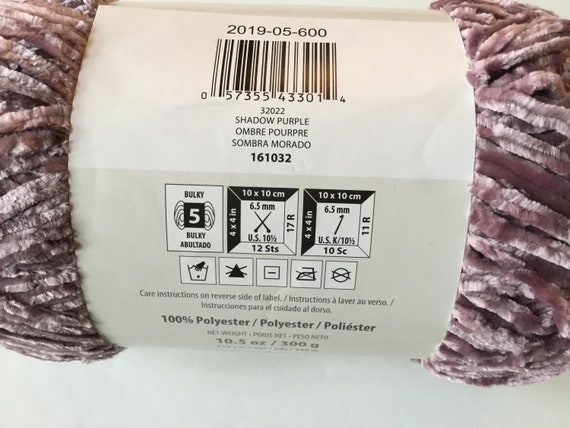 2019-05-600
0 57355 43301 4
32022
SHADOW PURPLE
OMBRE POURPRE
SOMBRA MORADO
161032
BULKY
5
BULKY
ABULTADO
10 x 10 cm
4 x 4 in
6.5 mm
U.S. 10½
17 R
12 Sts
10 x 10 cm
4 x 4 in
6.5 mm
U.S. K/10½
11 R
10 Sc
Care instructions on reverse side of label. / Instructions à laver au verso. /
Instrucciones para el cuidado al dorso.
100% Polyester / Polyester / Poliéster
NET WEIGHT - POIDS NET - PESO NETO
10.5 oz / 300 g